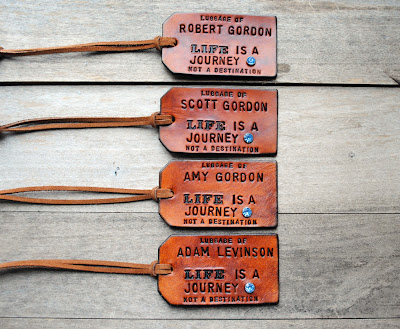 LUGGAGE OF
ROBERT GORDON
LIFE IS A
JOURNEY
NOT A DESTINATION
LUGGAGE OF
SCOTT GORDON
LIFE IS A
JOURNEY
NOT A DESTINATION
LUGGAGE OF
AMY GORDON
LIFE IS A
JOURNEY
NOT A DESTINATION
LUGGAGE OF
ADAM LEVINSON
LIFE IS A
JOURNEY
NOT A DESTINATION